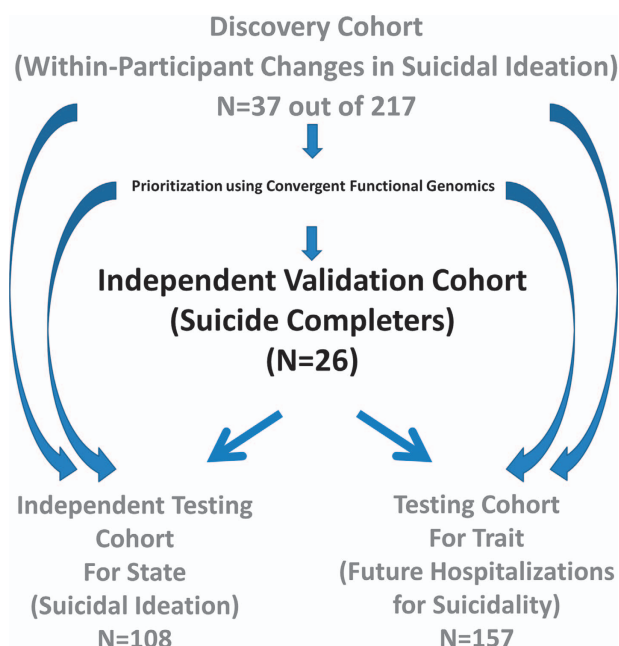 Discovery Cohort
(Within-Participant Changes in Suicidal Ideation)
N=37 out of 217
Prioritization using Convergent Functional Genomics
Independent Validation Cohort
(Suicide Completers)
(N=26)
Independent Testing
Cohort
For State
(Suicidal Ideation)
N=108
Testing Cohort
For Trait
(Future Hospitalizations
for Suicidality)
N=157